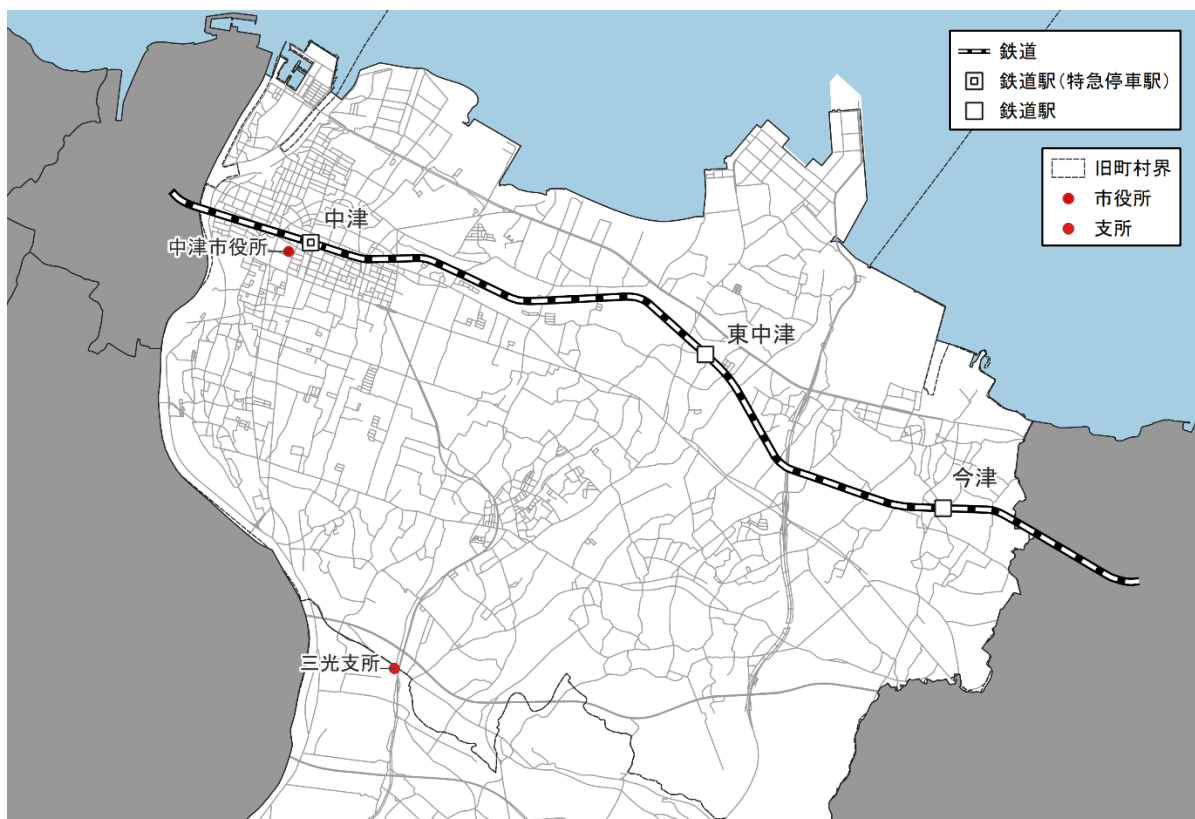 鉄道
鉄道駅(特急停車駅)
鉄道駅
旧町村界
市役所
支所
中津
中津市役所
東中津
今津
三光支所